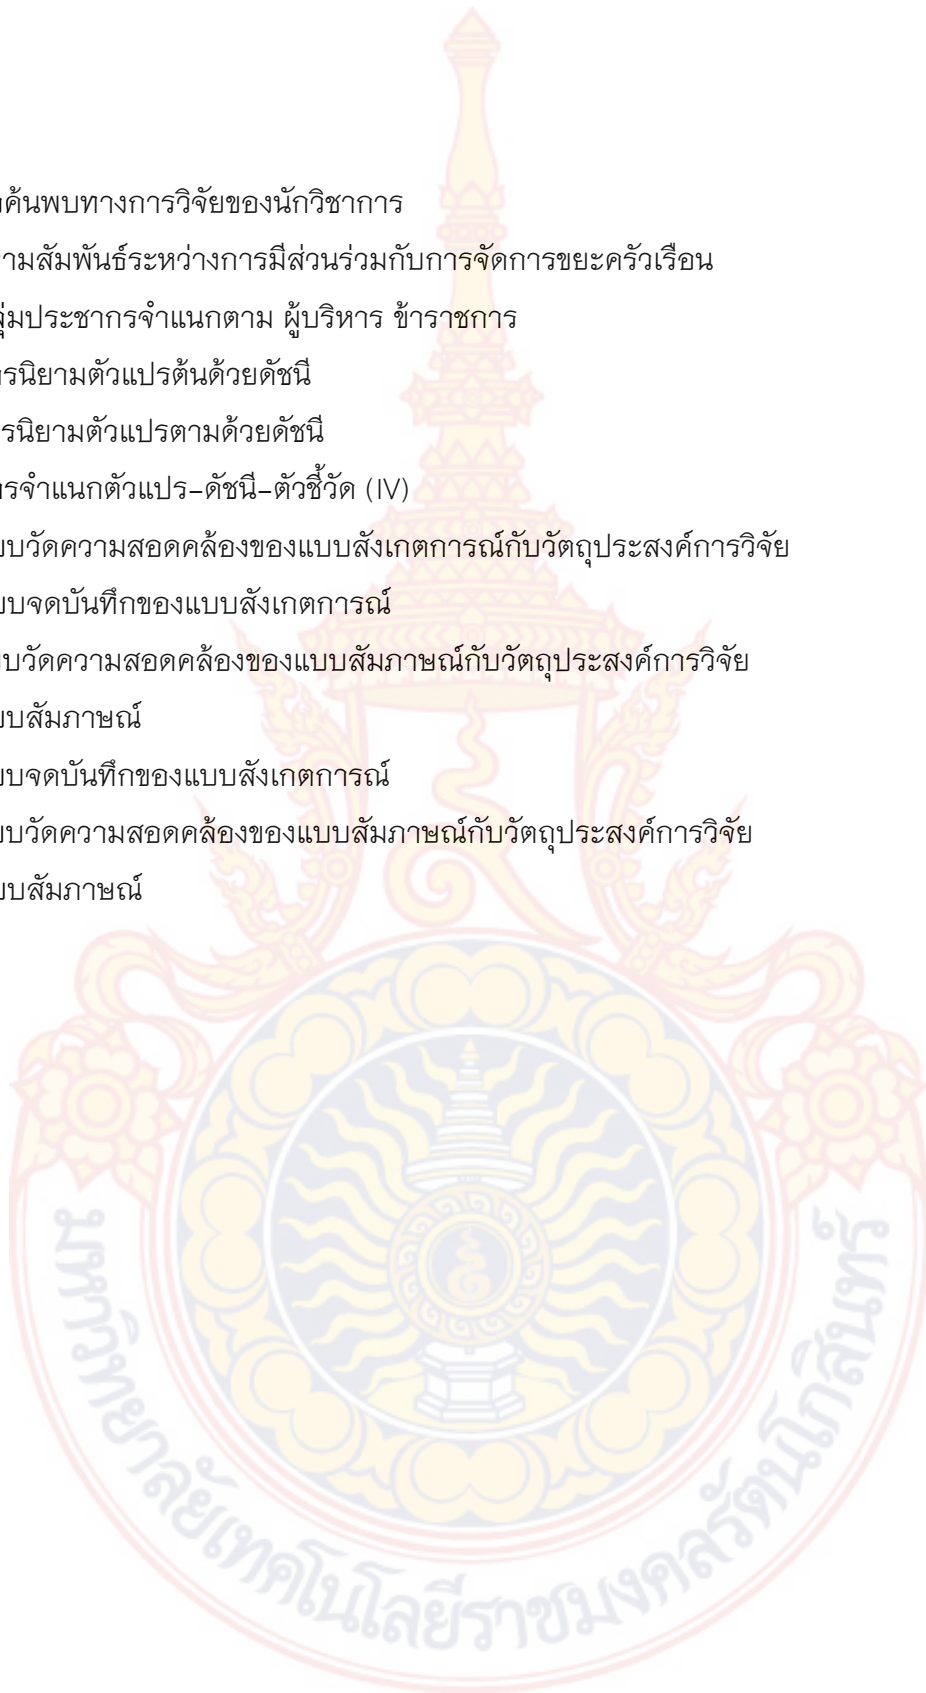 ค้นพบทางการวิจัยของนักวิชาการ
ามสัมพันธ์ระหว่างการมีส่วนร่วมกับการจัดการขยะครัวเรือน
ุ่มประชากรจำแนกตาม ผู้บริหาร ข้าราชการ
รนิยามตัวแปรต้นด้วยดัชนี
รนิยามตัวแปรตามด้วยดัชนี
รจำแนกตัวแปร-ดัชนี-ตัวชี้วัด (IV)
บวัดความสอดคล้องของแบบสังเกตการณ์กับวัตถุประสงค์การวิจัย
บจดบันทึกของแบบสังเกตการณ์
บวัดความสอดคล้องของแบบสัมภาษณ์กับวัตถุประสงค์การวิจัย
บสัมภาษณ์
บจดบันทึกของแบบสังเกตการณ์
บวัดความสอดคล้องของแบบสัมภาษณ์กับวัตถุประสงค์การวิจัย
บสัมภาษณ์
มหาวิทยาลัยเทคโนโลยีราชมงคลรัตนโกสินทร์